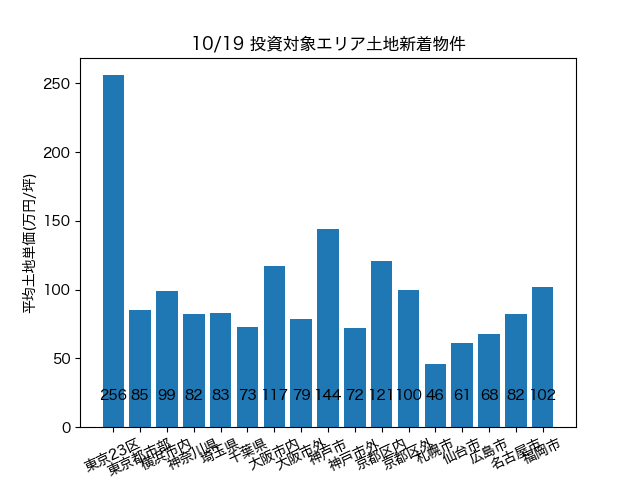 10/19 投資対象エリア土地新着物件
平均土地単価(万円/坪)
250
200
150
100
50
0
256 85 99 82 83 73 117 79 144 72 121 100 46 61 68 82 102
東京23区
東京都市部
横浜市内
神奈川県
埼玉県
千葉県
大阪市内
大阪市外
神戸市
神戸市外
京都区内
京都区外
札幌市
仙台市
広島市
名古屋市
福岡市